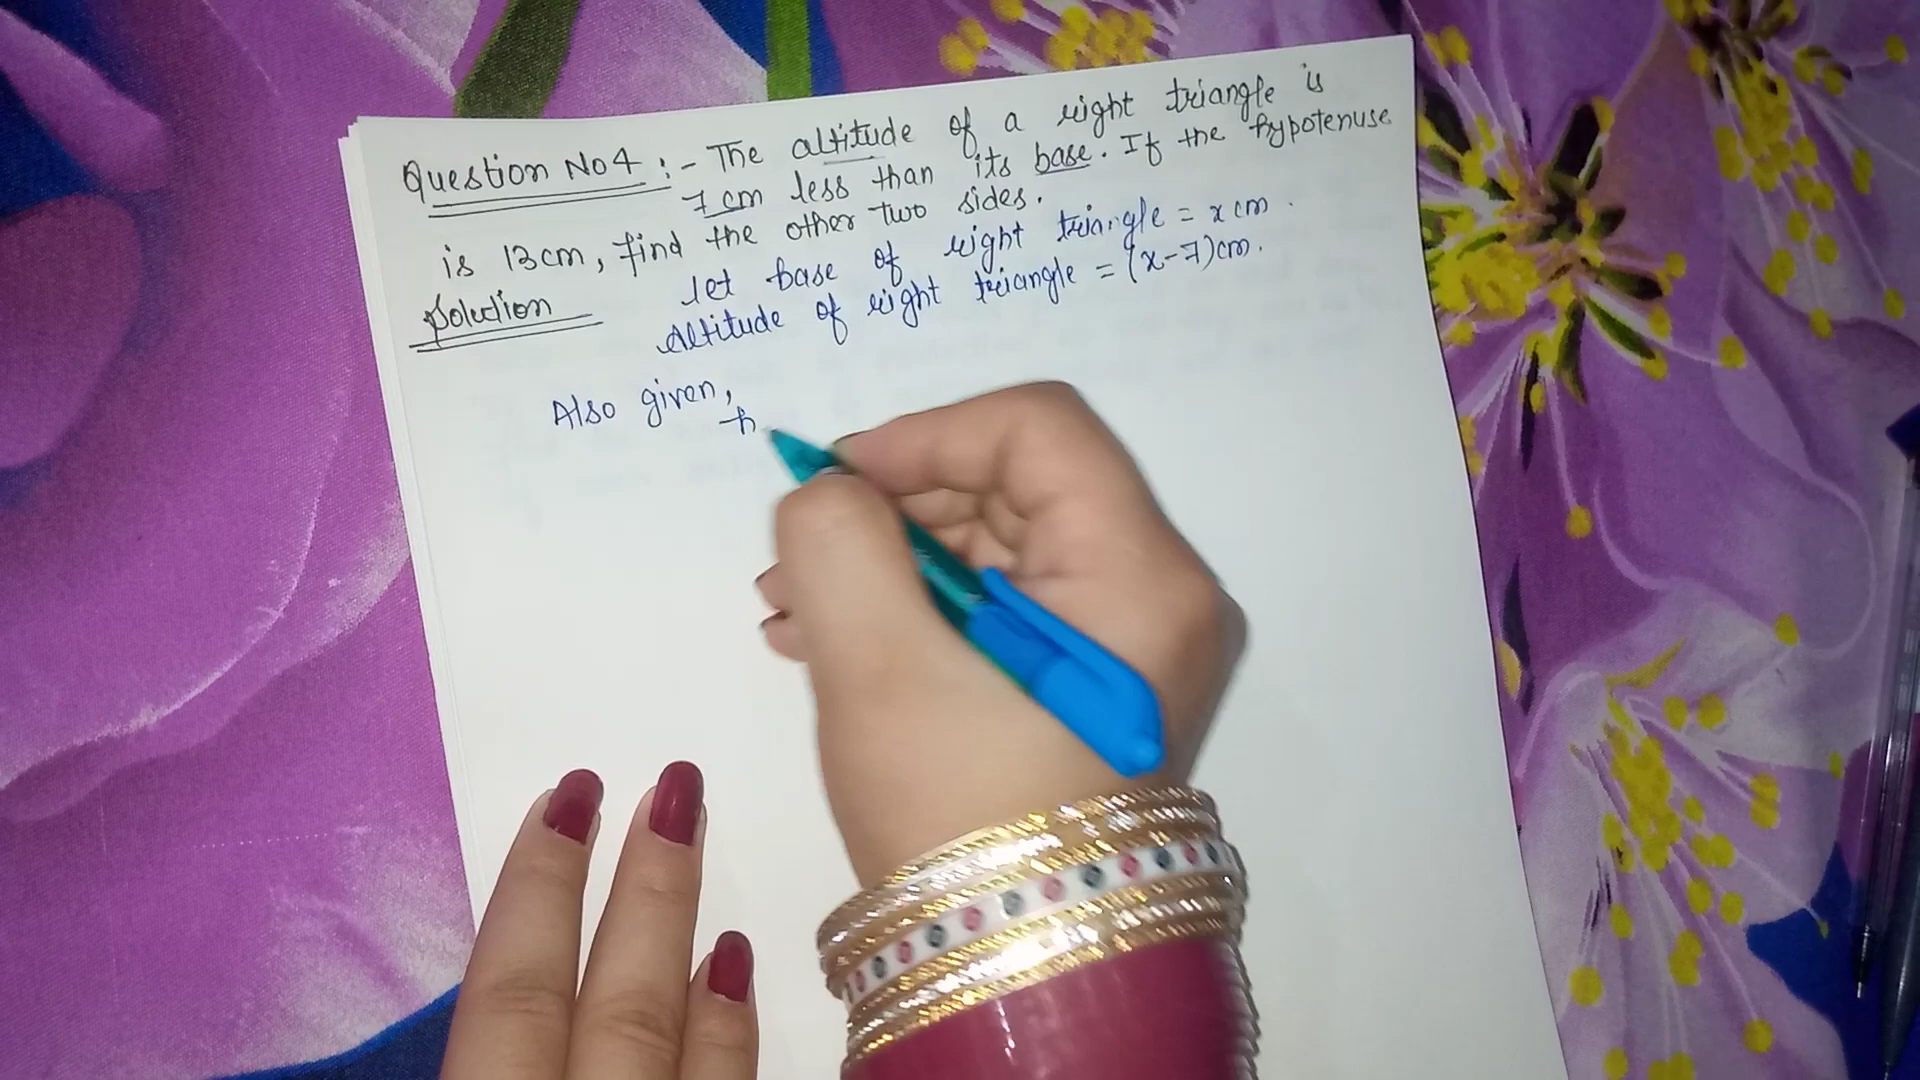 Question No 4 :- The altitude of a right triangle is
7 cm less than its base. If the hypotenuse
is 13cm, find the other two sides.
Solution let base of right triangle = x cm.
Altitude of right triangle = (x-7)cm.
Also given,
h